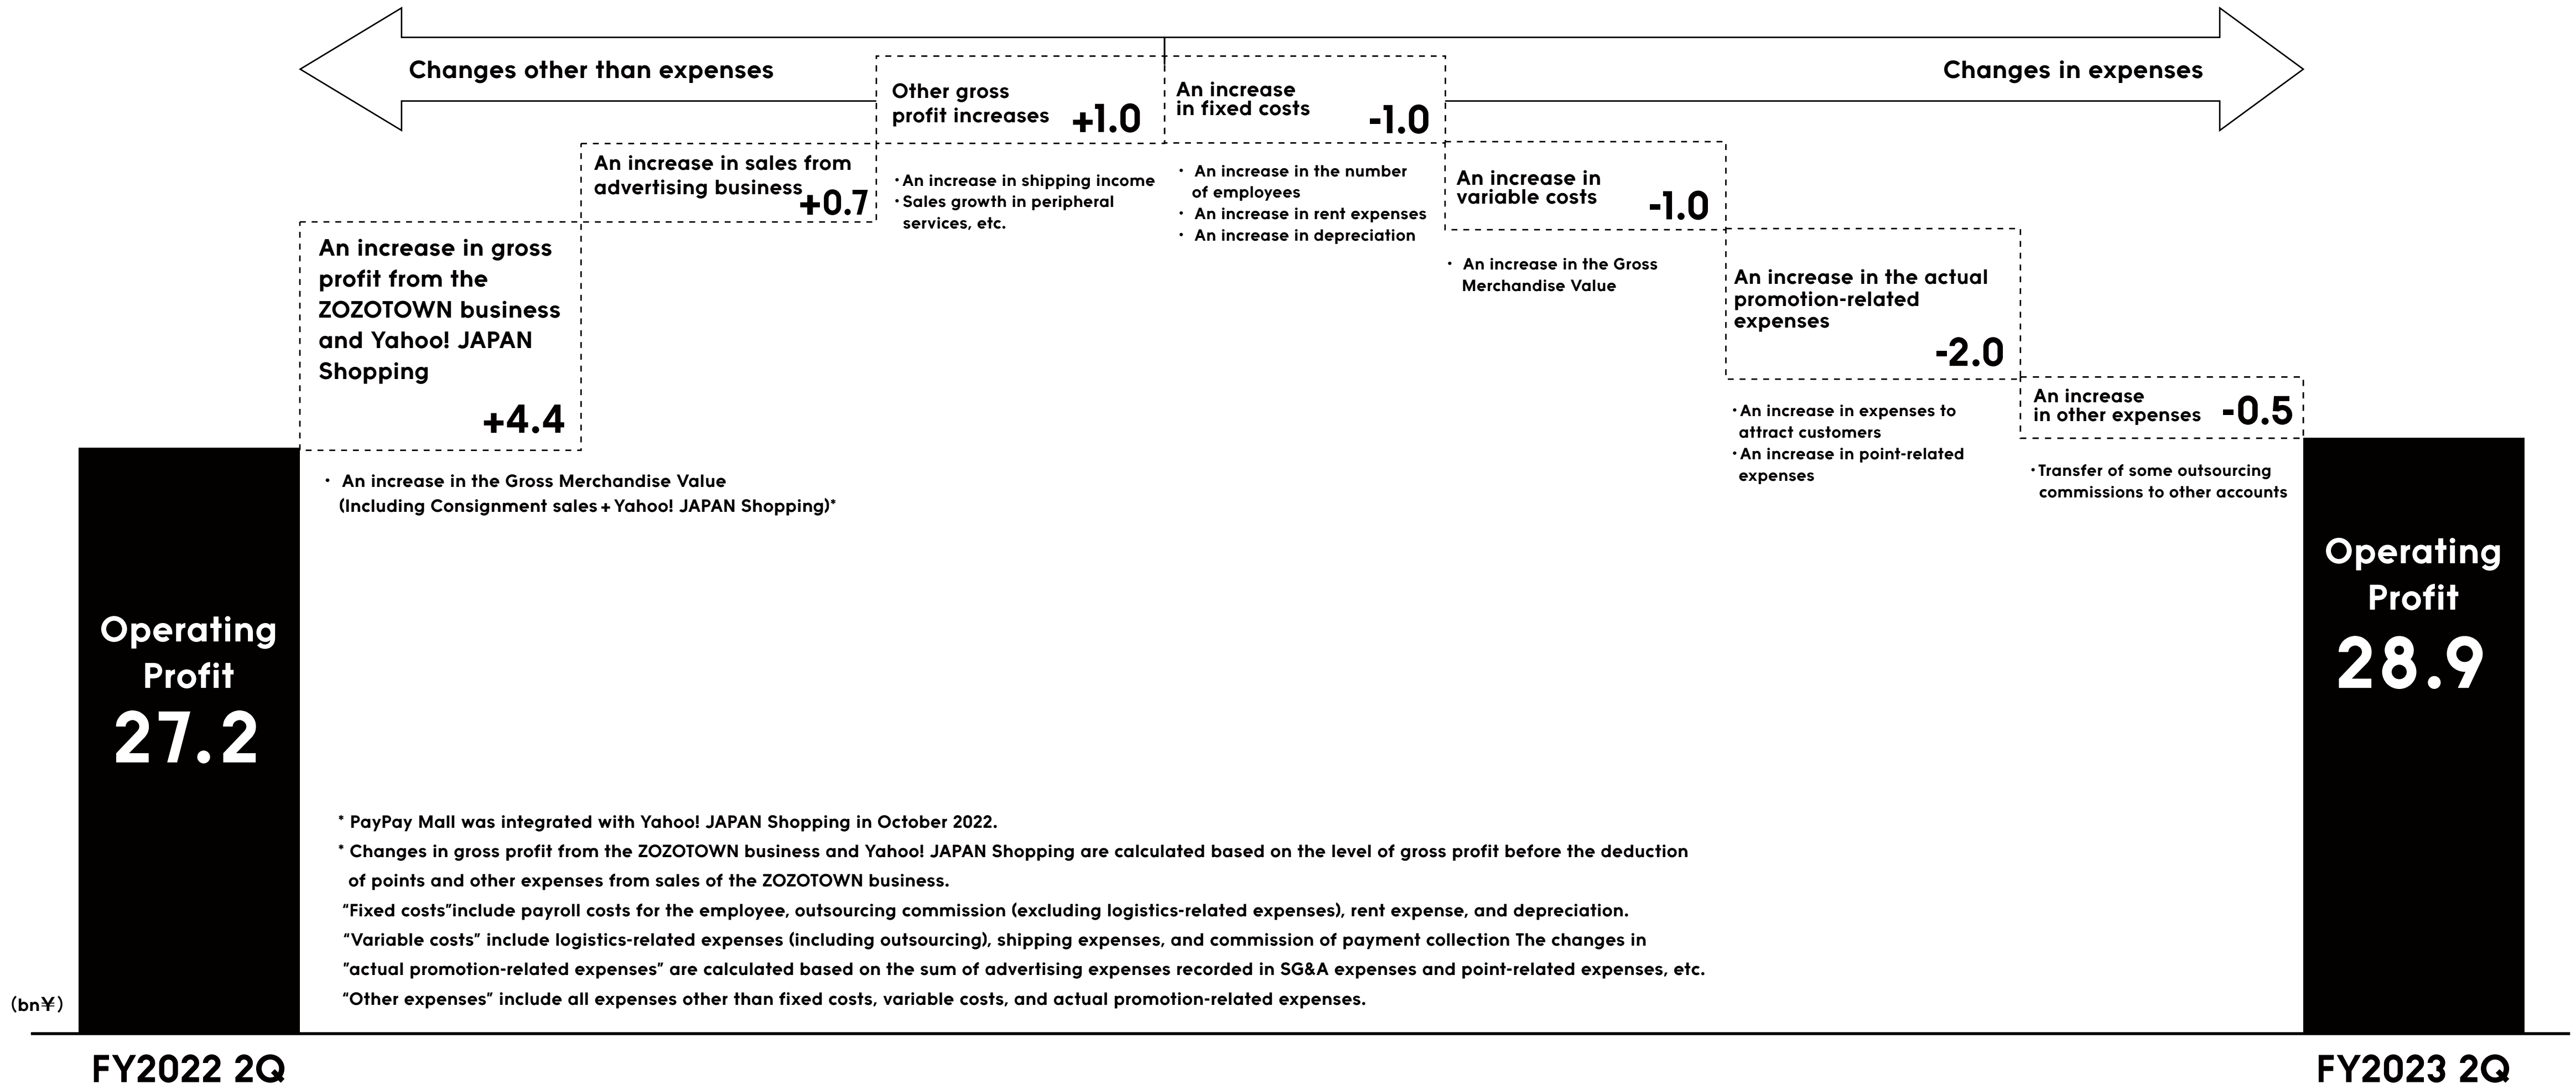 Changes other than expenses
Changes in expenses
Other gross
profit increases +1.0
An increase
in fixed costs -1.0
An increase in sales from
advertising business
+0.7
・An increase in shipping income
・Sales growth in peripheral
services, etc.
・ An increase in the number
of employees
・ An increase in rent expenses
・ An increase in depreciation
An increase in
variable costs -1.0
・ An increase in the Gross
Merchandise Value
An increase in gross
profit from the
ZOZOTOWN business
and Yahoo! JAPAN
Shopping
+4.4
・ An increase in the Gross Merchandise Value
(Including Consignment sales+Yahoo! JAPAN Shopping)*
An increase in the actual
promotion-related
expenses
-2.0
・An increase in expenses to
attract customers
・An increase in point-related
expenses
An increase
in other expenses -0.5
・Transfer of some outsourcing
commissions to other accounts
Operating
Profit
27.2
Operating
Profit
28.9
* PayPay Mall was integrated with Yahoo! JAPAN Shopping in October 2022.
* Changes in gross profit from the ZOZOTOWN business and Yahoo! JAPAN Shopping are calculated based on the level of gross profit before the deduction
of points and other expenses from sales of the ZOZOTOWN business.
“Fixed costs”include payroll costs for the employee, outsourcing commission (excluding logistics-related expenses), rent expense, and depreciation.
“Variable costs” include logistics-related expenses (including outsourcing), shipping expenses, and commission of payment collection The changes in
”actual promotion-related expenses” are calculated based on the sum of advertising expenses recorded in SG&A expenses and point-related expenses, etc.
“Other expenses” include all expenses other than fixed costs, variable costs, and actual promotion-related expenses.
(bn¥)
FY2022 2Q
FY2023 2Q